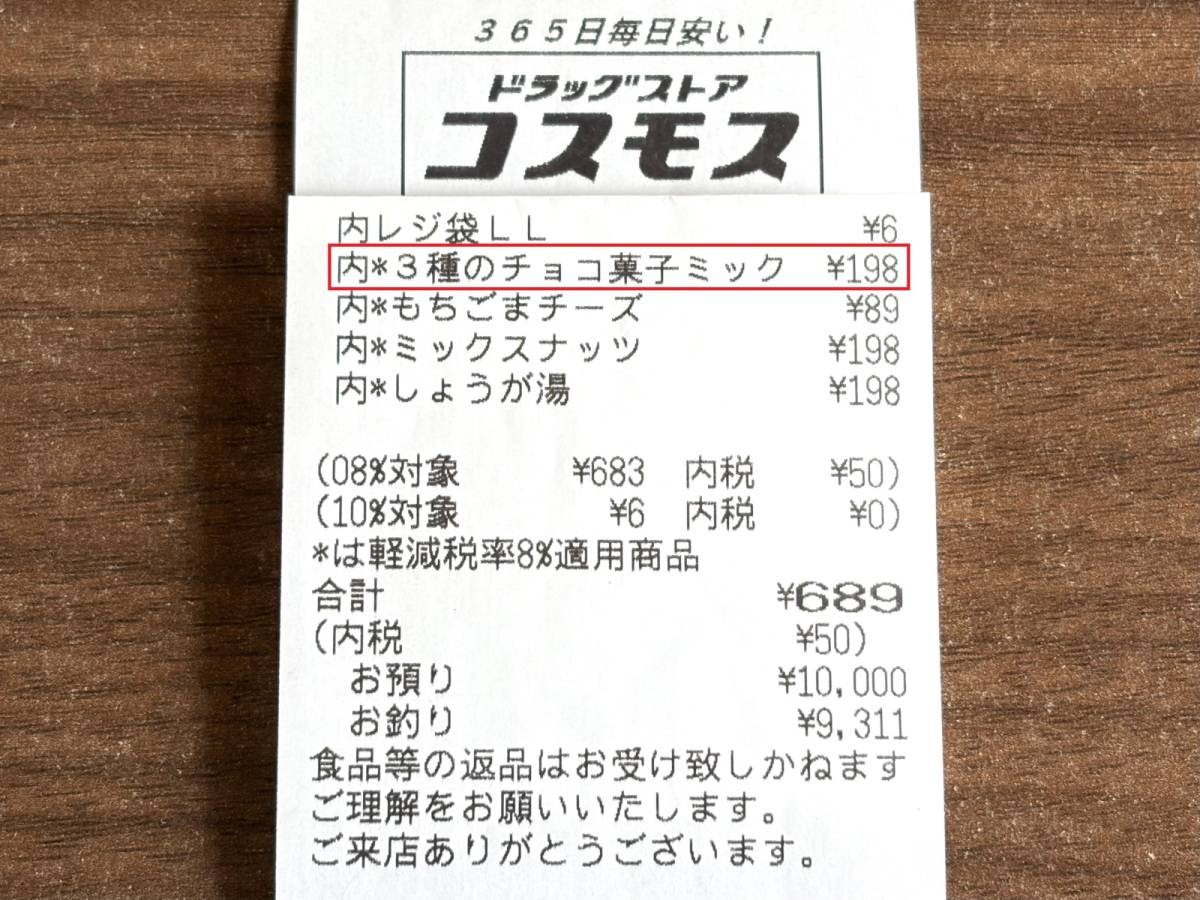 ３６５日毎日安い！
ドラッグストア
コスモス
内レジ袋ＬＬ ¥6
内*３種のチョコ菓子ミック ¥198
内*もちごまチーズ ¥89
内*ミックスナッツ ¥198
内*しょうが湯 ¥198
(08%対象 ¥683 内税 ¥50)
(10%対象 ¥6 内税 ¥0)
*は軽減税率8%適用商品
合計 ¥689
(内税 ¥50)
お預り ¥10,000
お釣り ¥9,311
食品等の返品はお受け致しかねます
ご理解をお願いいたします。
ご来店ありがとうございます。